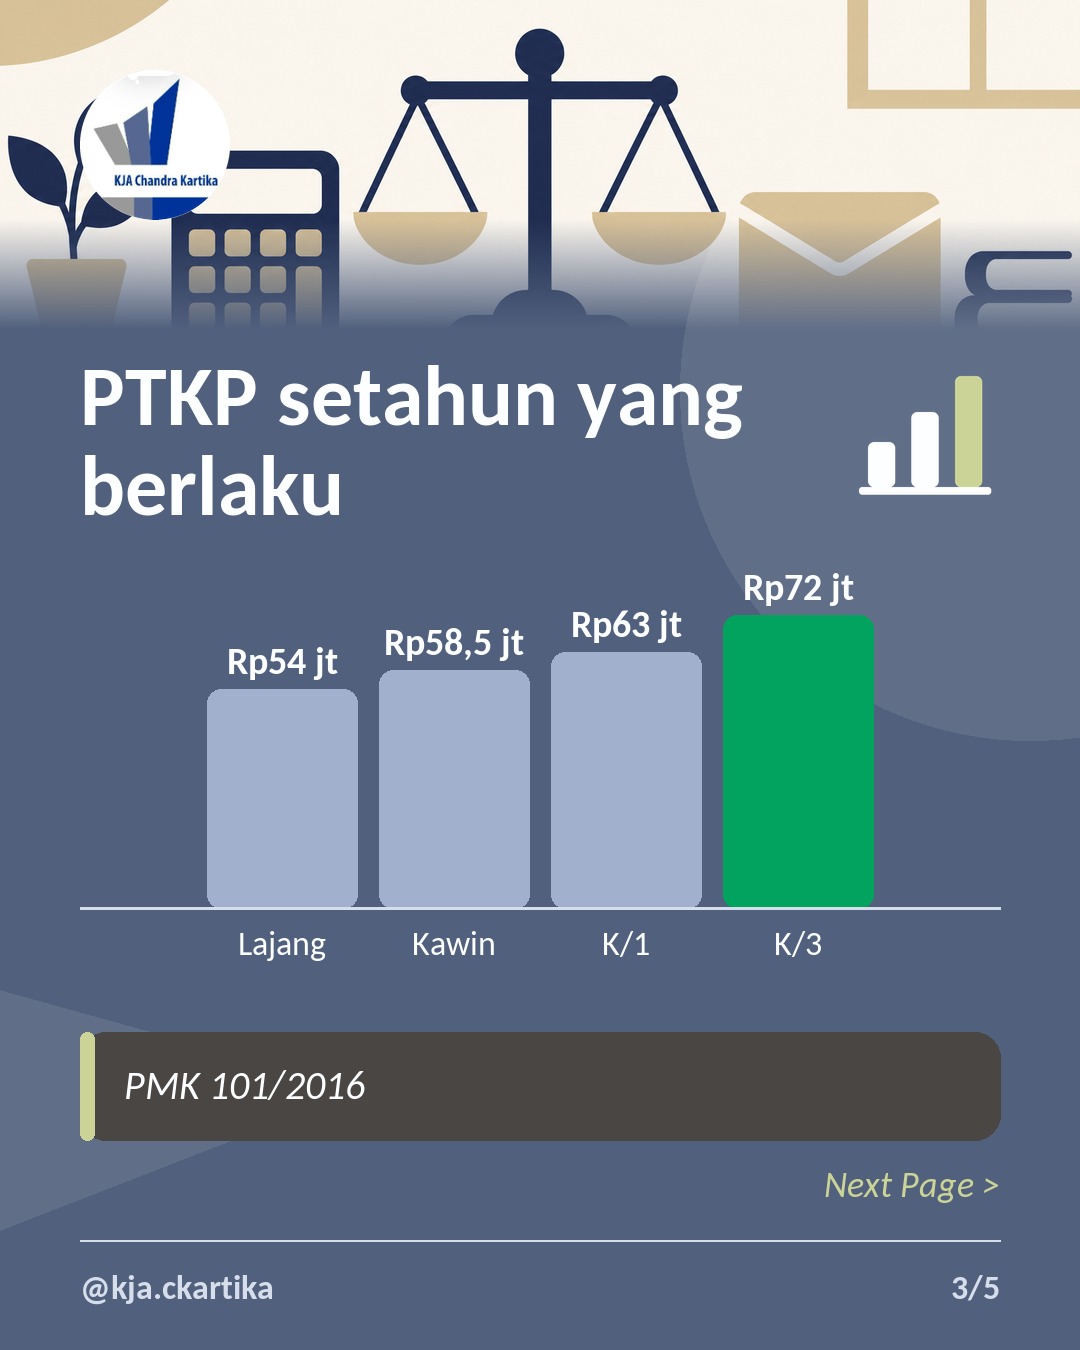 KJA Chandra Kartika
PTKP setahun yang
berlaku
Rp54 jt
Rp58,5 jt
Rp63 jt
Rp72 jt
Lajang
Kawin
K/1
K/3
PMK 101/2016
Next Page >
@kja.ckartika
3/5